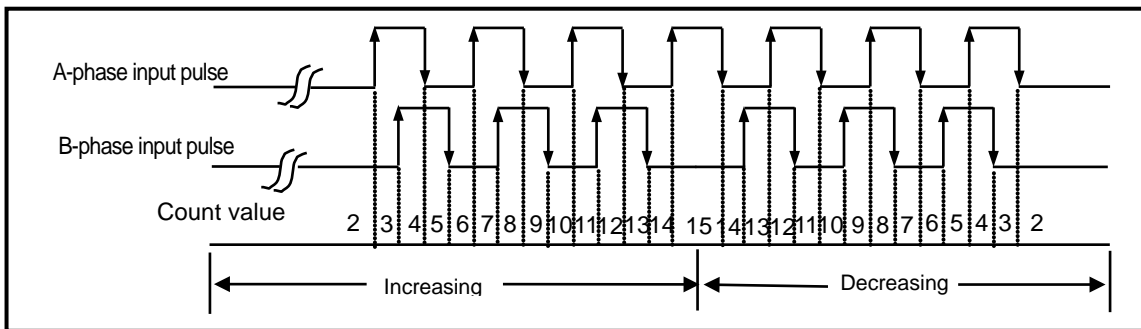 A-phase input pulse
B-phase input pulse
Count value
2 3 4 5 6 7 8 9 10 11 12 13 14 15 14 13 12 11 10 9 8 7 6 5 4 3 2
Increasing
Decreasing